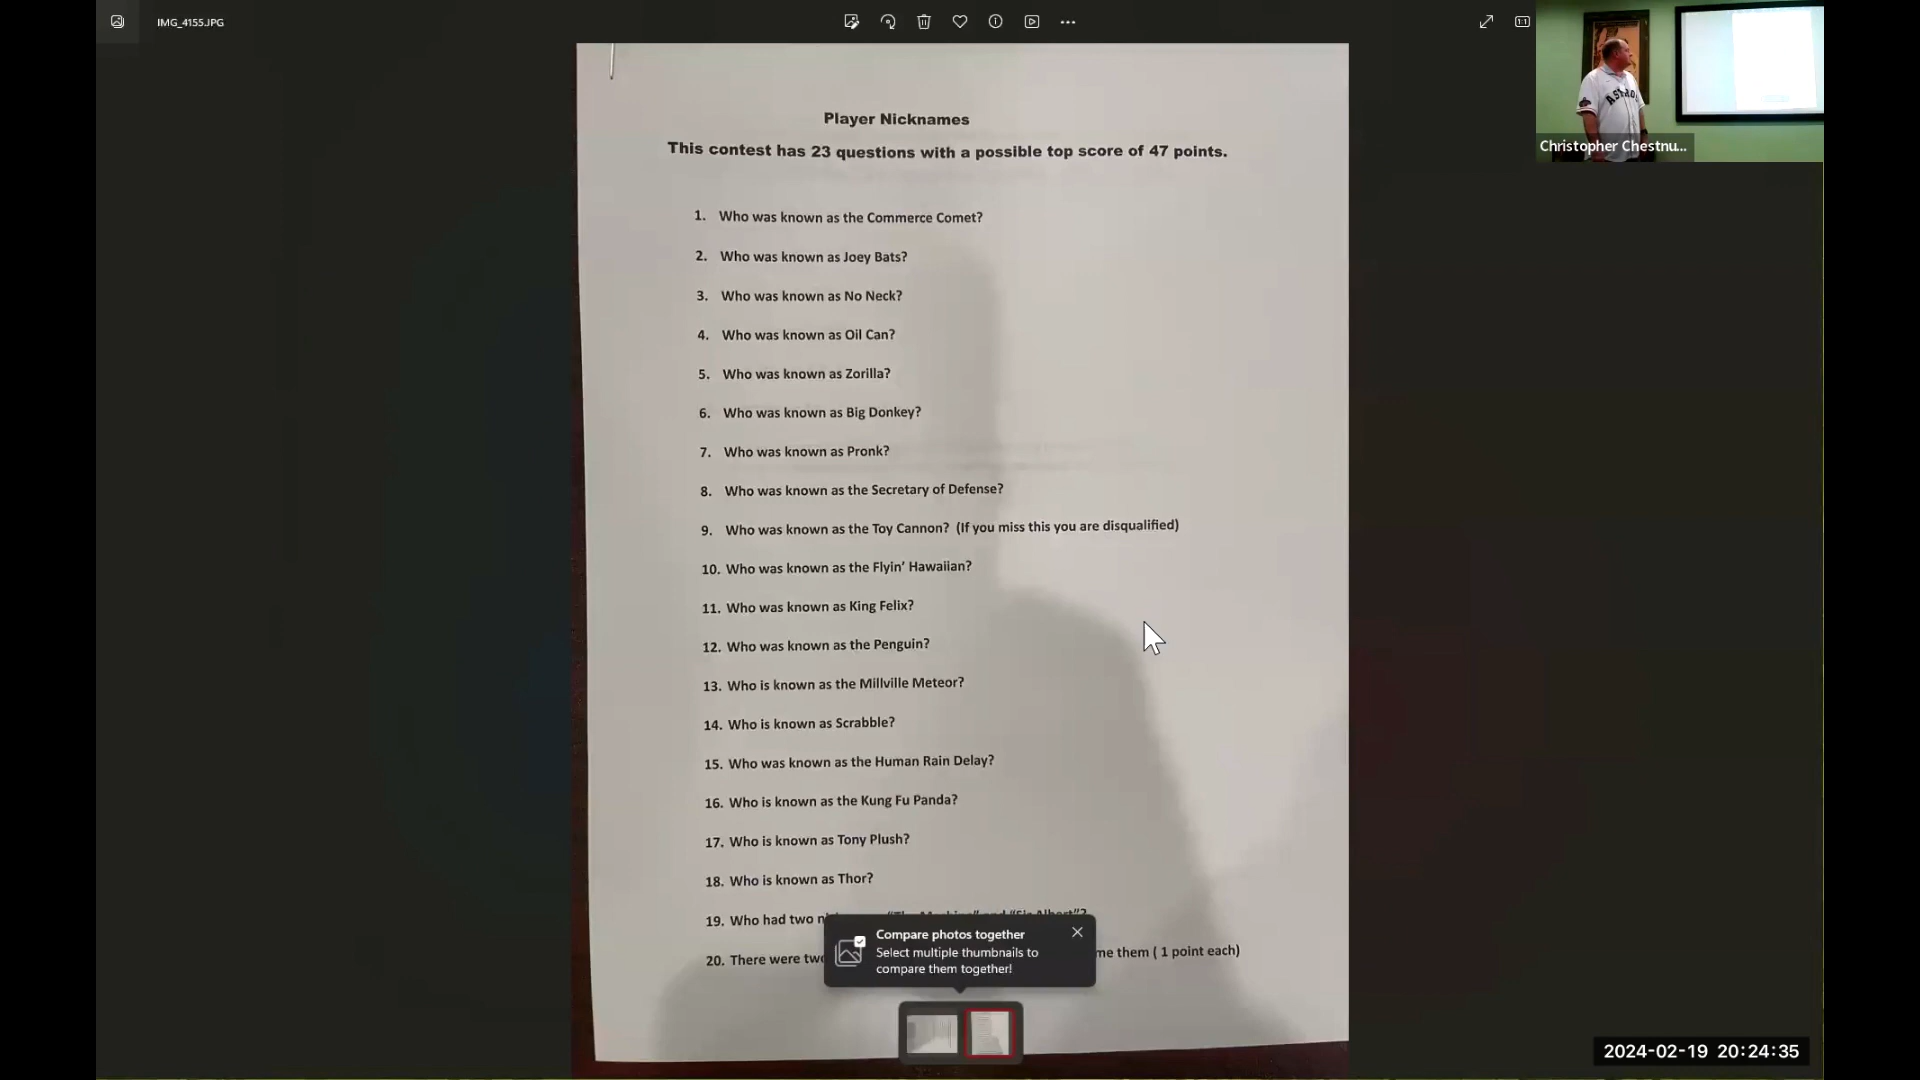 IMG_4155.JPG
Player Nicknames
This contest has 23 questions with a possible top score of 47 points.
1. Who was known as the Commerce Comet?
2. Who was known as Joey Bats?
3. Who was known as No Neck?
4. Who was known as Oil Can?
5. Who was known as Zorilla?
6. Who was known as Big Donkey?
7. Who was known as Pronk?
8. Who was known as the Secretary of Defense?
9. Who was known as the Toy Cannon? (If you miss this you are disqualified)
10. Who was known as the Flyin’ Hawaiian?
11. Who was known as King Felix?
12. Who was known as the Penguin?
13. Who is known as the Millville Meteor?
14. Who is known as Scrabble?
15. Who was known as the Human Rain Delay?
16. Who is known as the Kung Fu Panda?
17. Who is known as Tony Plush?
18. Who is known as Thor?
19. Who had two
20. There were them ( 1 point each)
Compare photos together
Select multiple thumbnails to
compare them together!
ASTRO
Christopher Chestnu...
2024-02-19 20:24:35